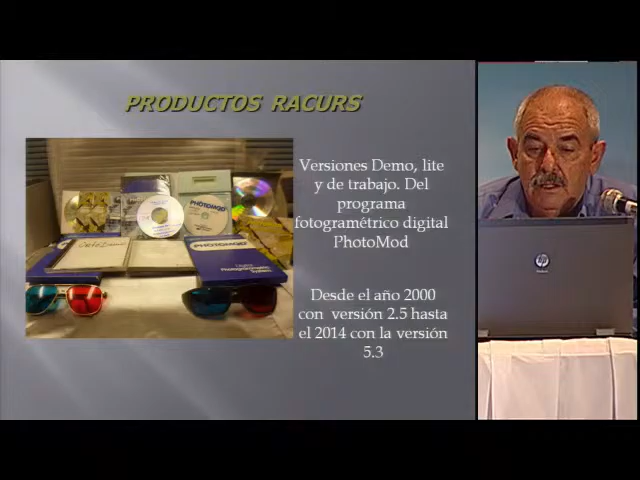 PRODUCTOS RACURS
Versiones Demo, lite
y de trabajo. Del
programa
fotogramétrico digital
PhotoMod
Desde el año 2000
con versión 2.5 hasta
el 2014 con la versión
5.3
PHOTOMOD
PHOTOMOD
hp